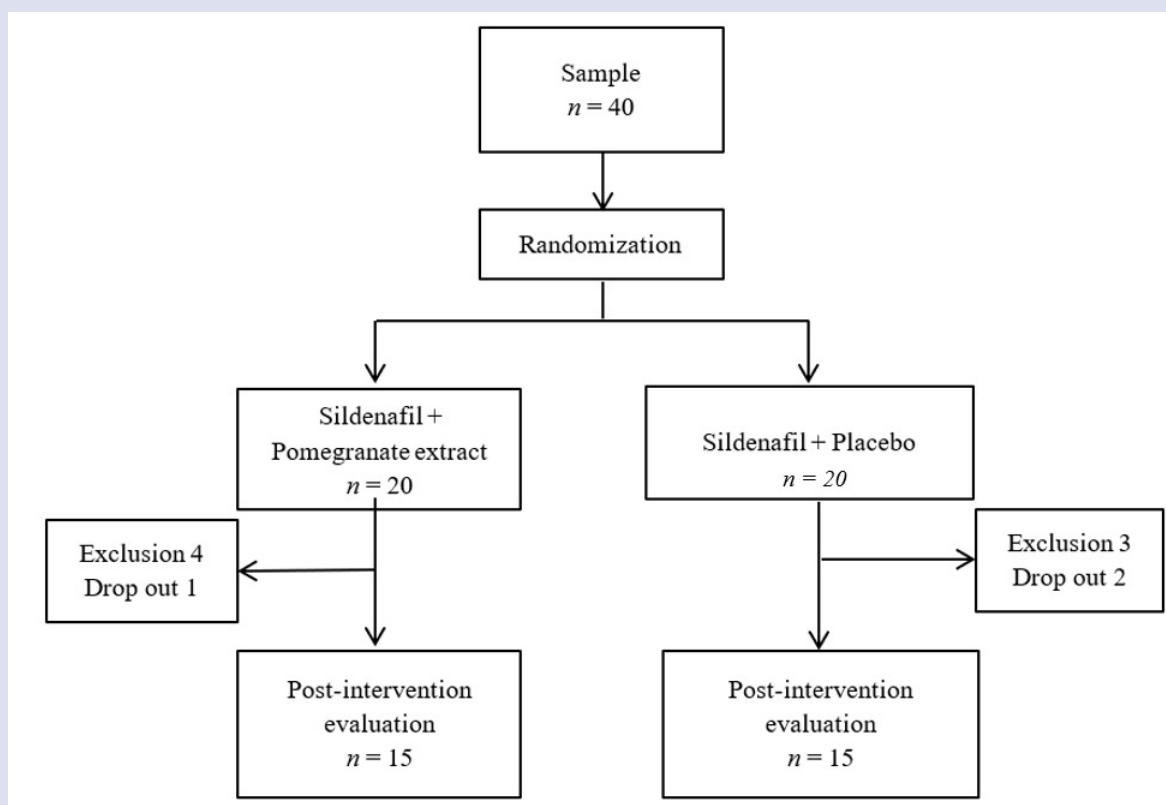 Sample
n = 40
Randomization
Sildenafil +
Pomegranate extract
n = 20
Sildenafil + Placebo
n = 20
Exclusion 4
Drop out 1
Exclusion 3
Drop out 2
Post-intervention
evaluation
n = 15
Post-intervention
evaluation
n = 15